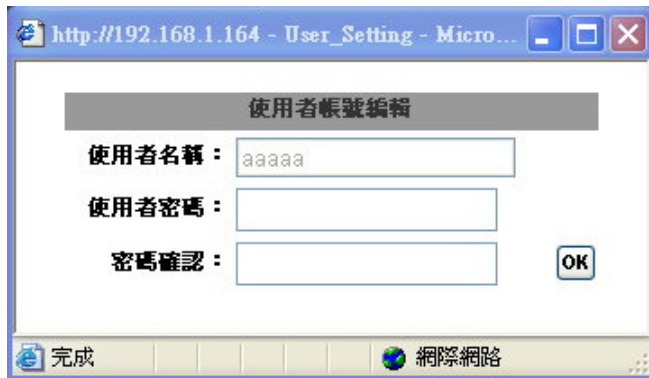 http://192.168.1.164 - User_Setting - Micro...
使用者帳號編輯
使用者名稱：aaaaa
使用者密碼：
密碼確認：
OK
完成 網際網路